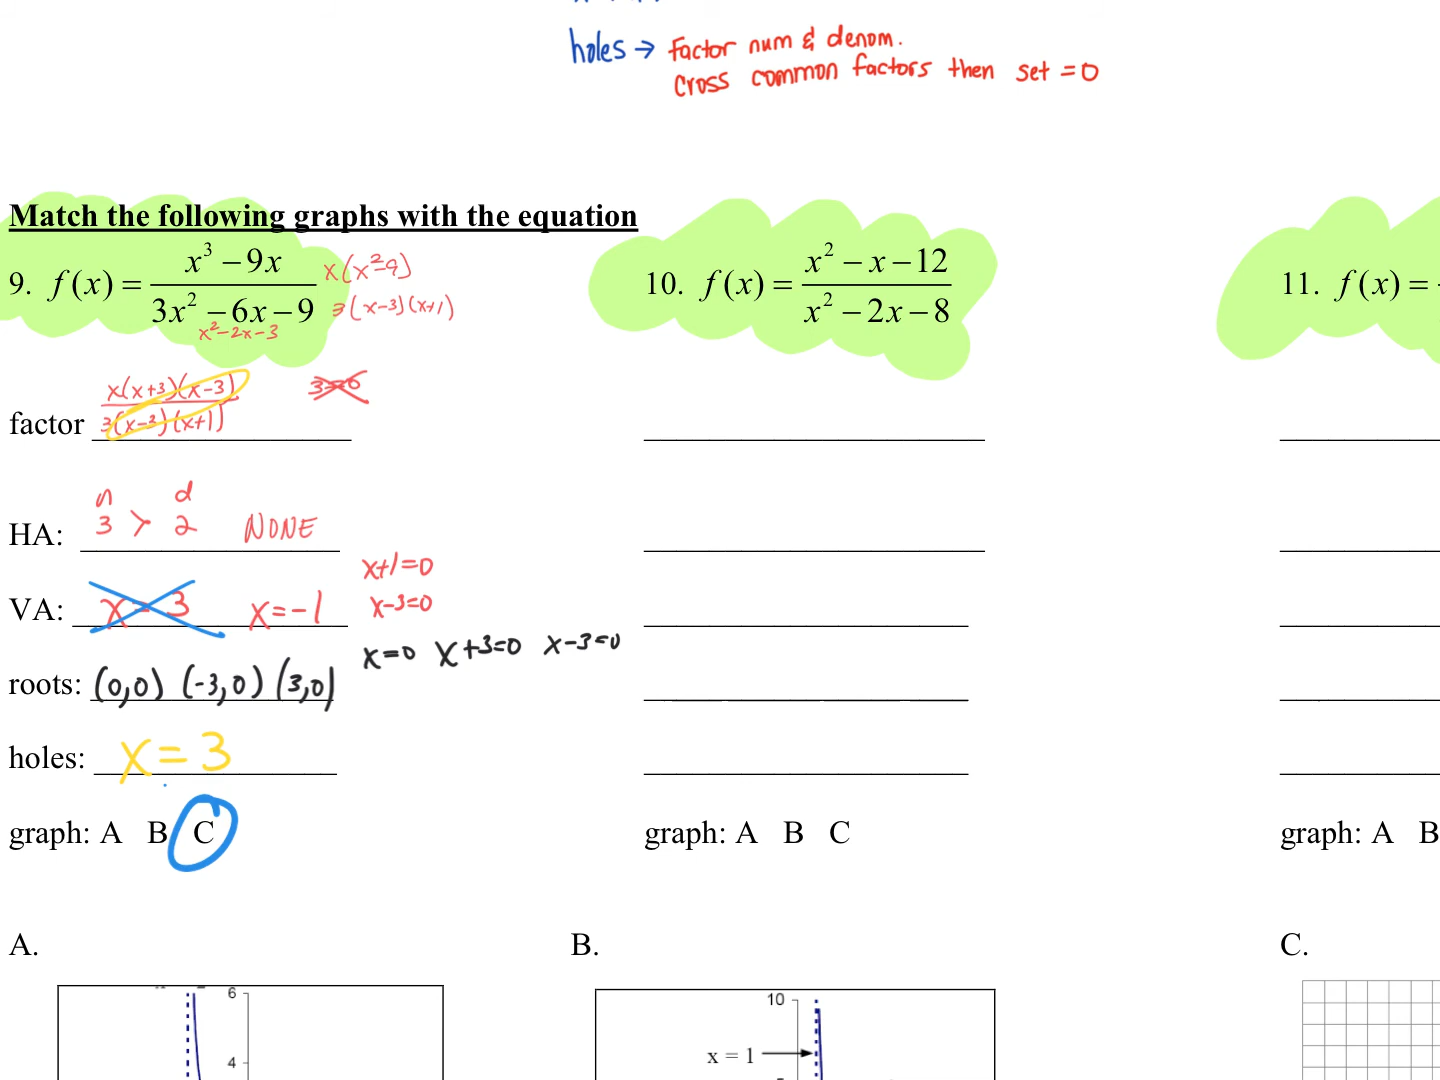 holes → Factor num & denom.
Cross common factors then set = 0
Match the following graphs with the equation
9. f(x) = (x³ − 9x)/(3x² − 6x − 9)
x(x²-9)
3(x-3)(x+1)
x²-2x-3
10. f(x) = (x² − x − 12)/(x² − 2x − 8)
11. f(x) =
x(x+3)(x-3)
3(x-3)(x+1)
3=0
factor
n d
HA: 3 > 2 NONE
x+1=0
VA: x=3 x=-1
x-3=0
x=0 x+3=0 x-3=0
roots: (0,0) (-3,0) (3,0)
holes: x=3
graph: A B C
graph: A B C
graph: A B
A. B. C.
6
4
10
x = 1